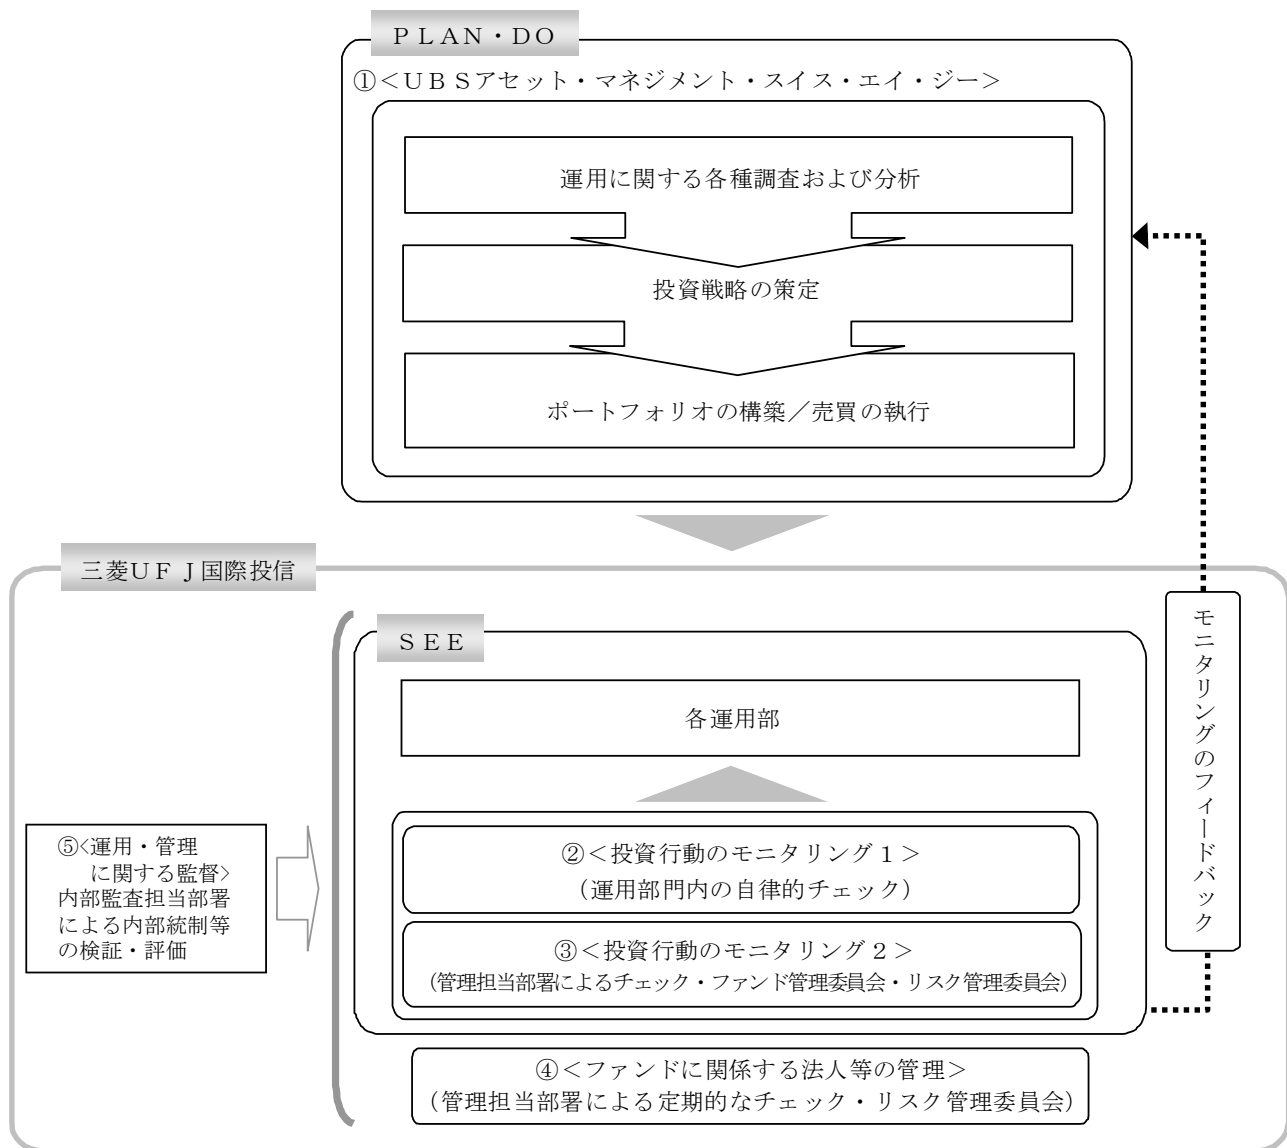 ＰＬＡＮ・ＤＯ
①＜ＵＢＳアセット・マネジメント・スイス・エイ・ジー＞
運用に関する各種調査および分析
投資戦略の策定
ポートフォリオの構築／売買の執行
三菱ＵＦＪ国際投信
ＳＥＥ
各運用部
②＜投資行動のモニタリング１＞
（運用部門内の自律的チェック）
③＜投資行動のモニタリング２＞
（管理担当部署によるチェック・ファンド管理委員会・リスク管理委員会）
④＜ファンドに関係する法人等の管理＞
（管理担当部署による定期的なチェック・リスク管理委員会）
⑤<運用・管理
に関する監督>
内部監査担当部署
による内部統制等
の検証・評価
モニタリングのフィードバック